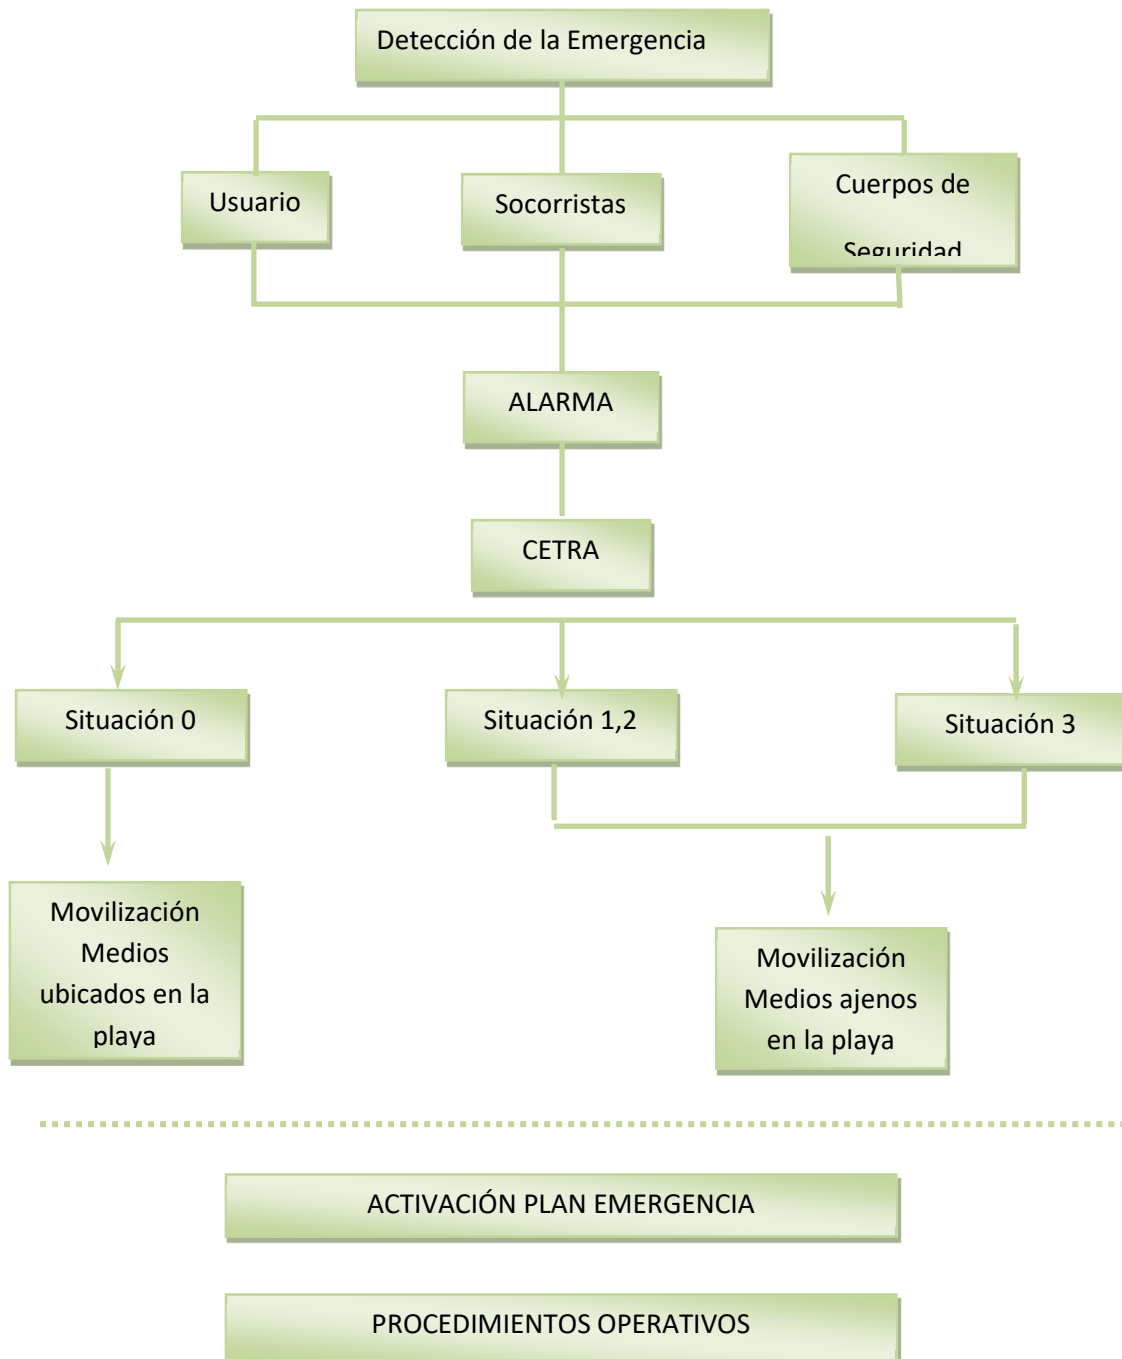 Detección de la Emergencia
Usuario
Socorristas
Cuerpos de
Seguridad
ALARMA
CETRA
Situación 0
Situación 1,2
Situación 3
Movilización
Medios
ubicados en la
playa
Movilización
Medios ajenos
en la playa
ACTIVACIÓN PLAN EMERGENCIA
PROCEDIMIENTOS OPERATIVOS